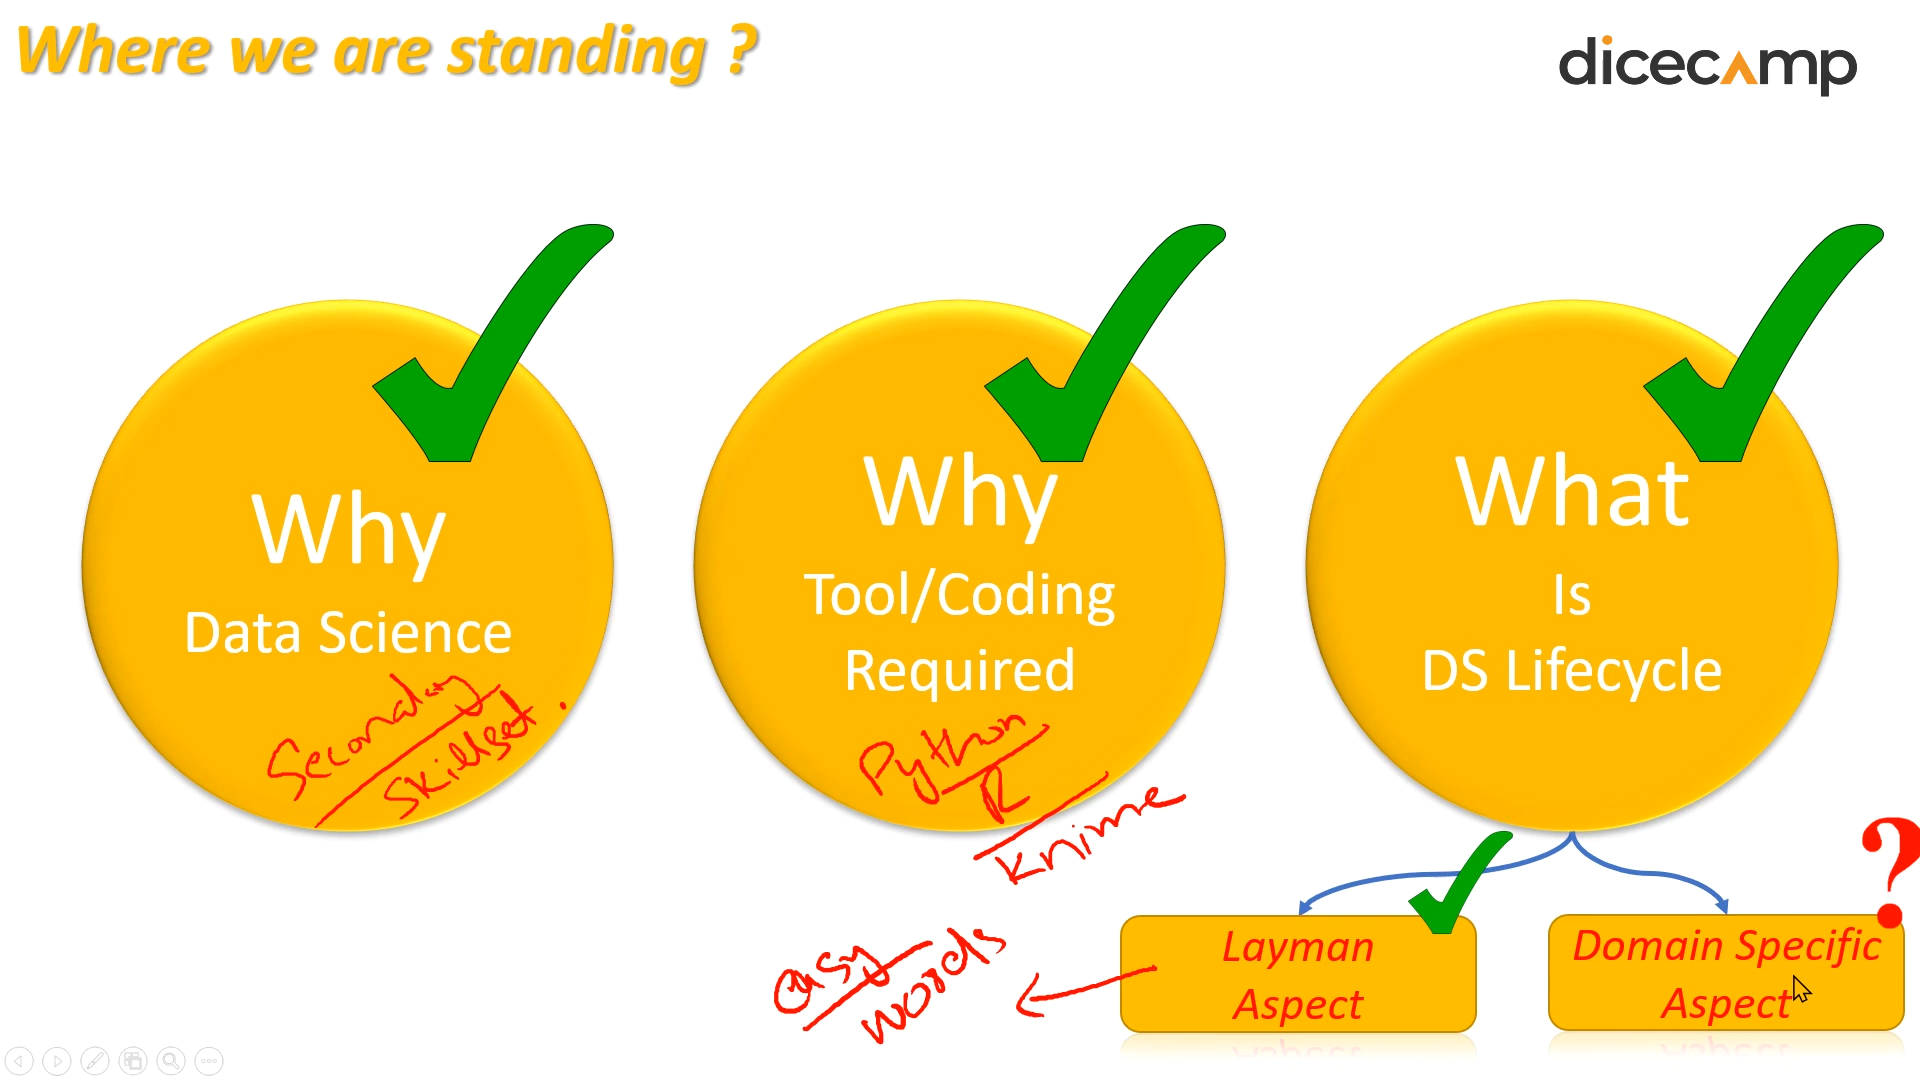 Where we are standing ?
dicecamp
Why
Data Science
Secondary
Skillset.
Why
Tool/Coding
Required
Python
R
Knime
What
Is
DS Lifecycle
?
Layman
Aspect
Domain Specific
Aspect
easy
words